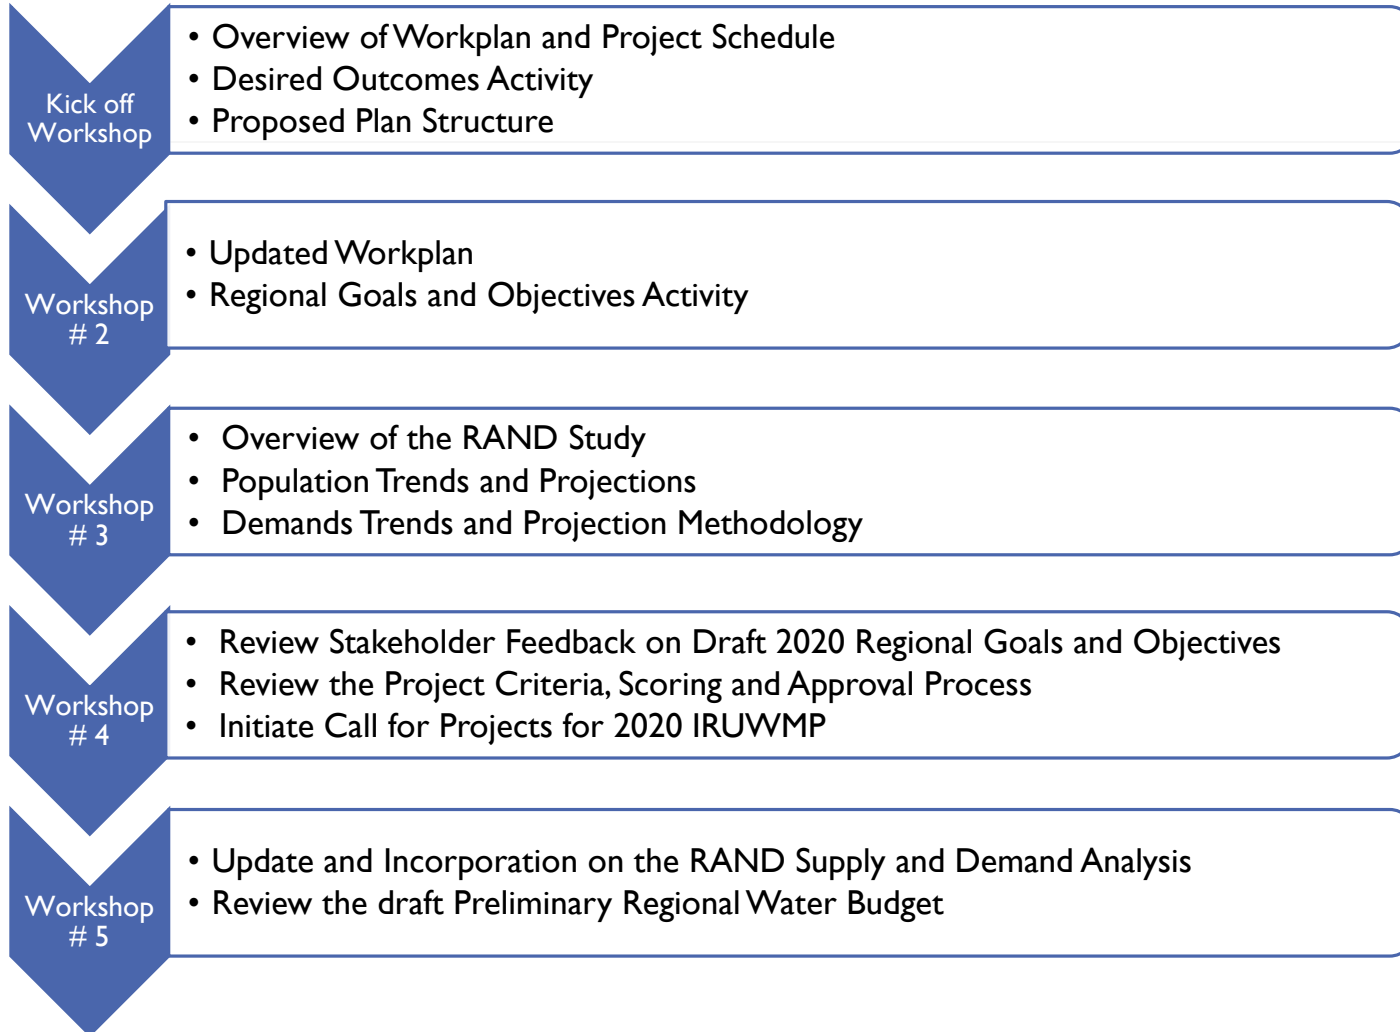 Kick off
Workshop
• Overview of Workplan and Project Schedule
• Desired Outcomes Activity
• Proposed Plan Structure
Workshop
# 2
• Updated Workplan
• Regional Goals and Objectives Activity
Workshop
# 3
• Overview of the RAND Study
• Population Trends and Projections
• Demands Trends and Projection Methodology
Workshop
# 4
• Review Stakeholder Feedback on Draft 2020 Regional Goals and Objectives
• Review the Project Criteria, Scoring and Approval Process
• Initiate Call for Projects for 2020 IRUWMP
Workshop
# 5
• Update and Incorporation on the RAND Supply and Demand Analysis
• Review the draft Preliminary Regional Water Budget